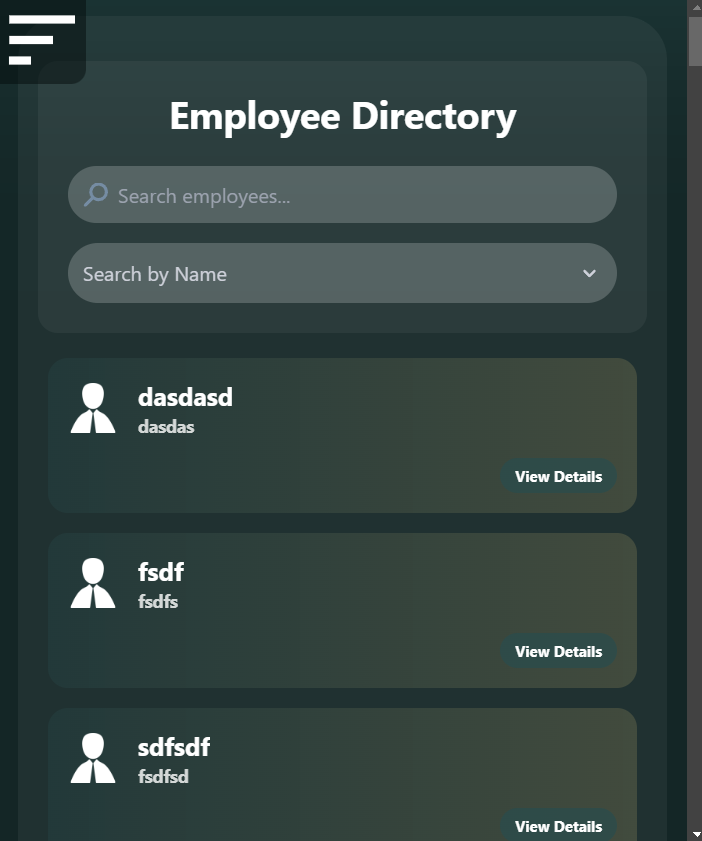 Employee Directory
Search employees...
Search by Name
dasdasd
dasdas
View Details
fsdf
fsdfs
View Details
sdfsdf
fsdfsd
View Details